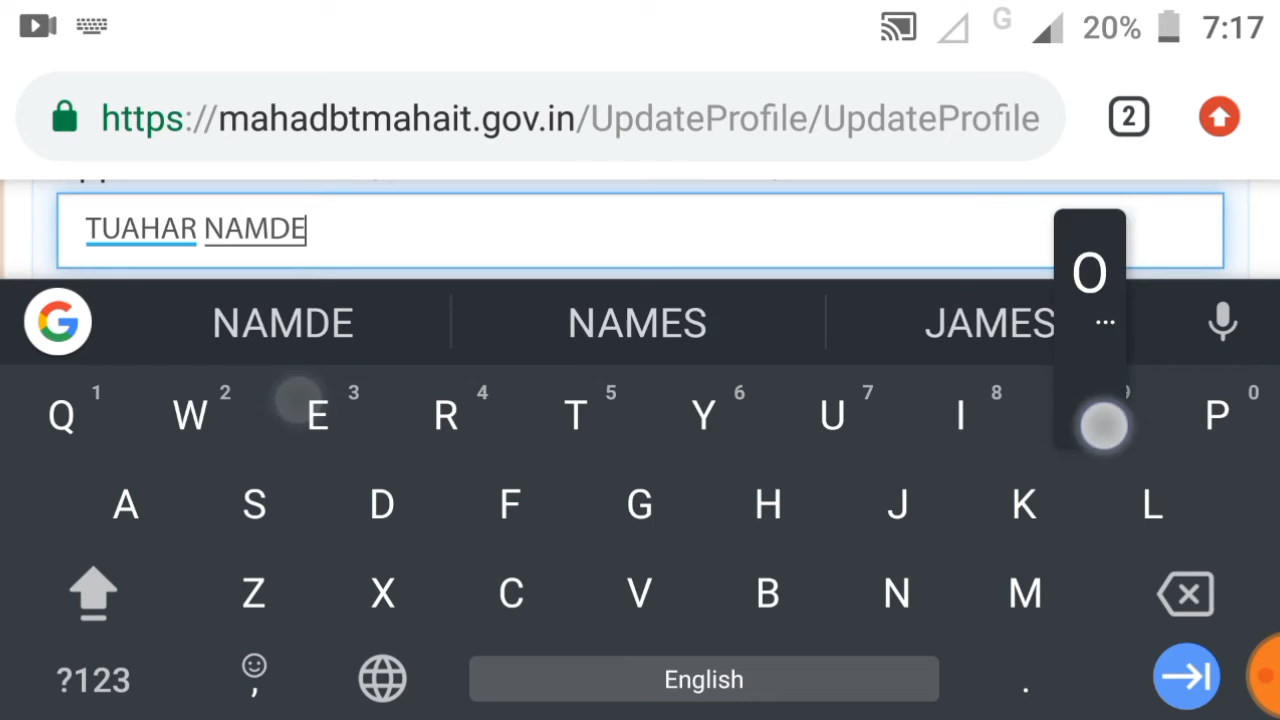 G 20% 7:17
https://mahadbtmahait.gov.in/UpdateProfile/UpdateProfile 2
TUAHAR NAMDE
G NAMDE NAMES JAMES O ...
1 2 3 4 5 6 7 8 0
Q W E R T Y U I P
A S D F G H J K L
Z X C V B N M
?123 , English .